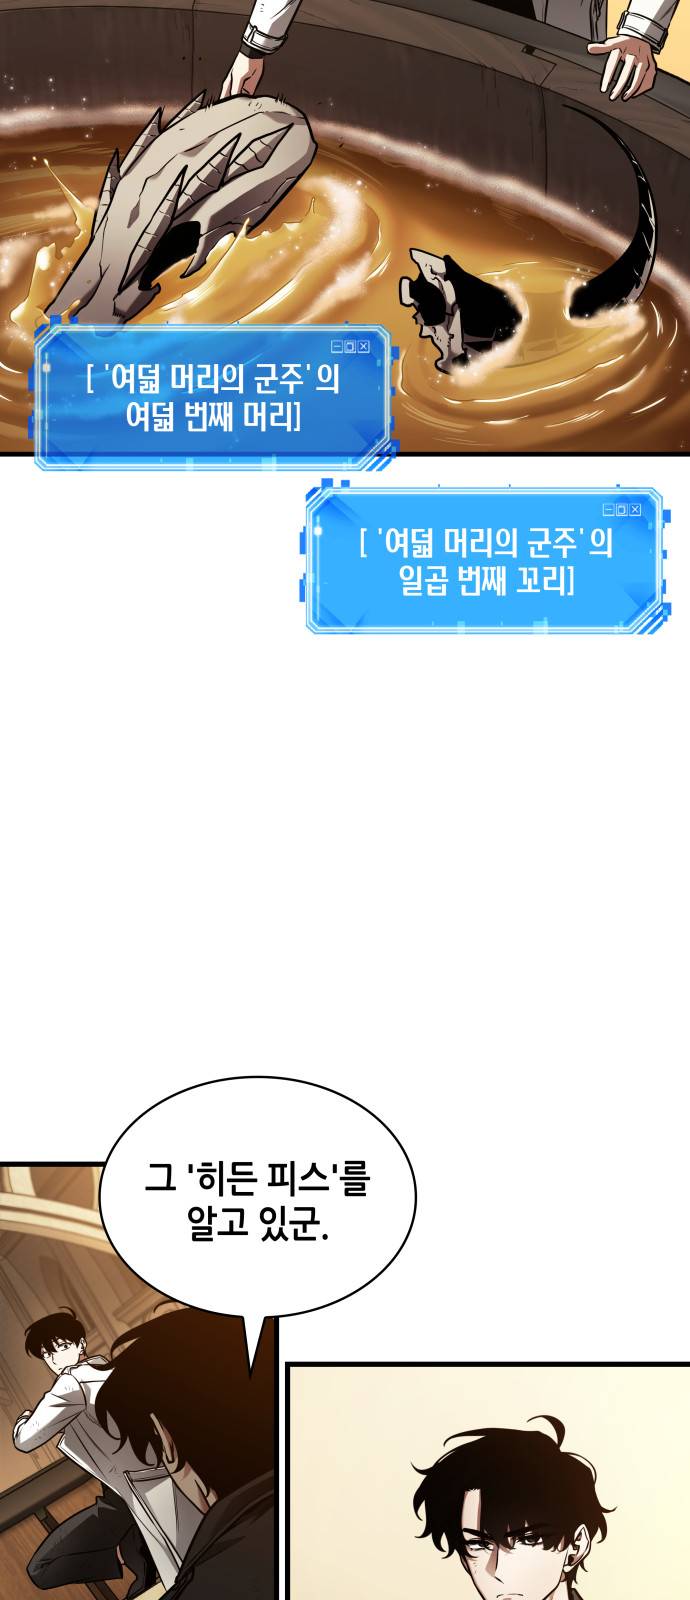 [ '여덟 머리의 군주'의
여덟 번째 머리]
[ '여덟 머리의 군주'의
일곱 번째 꼬리]
그 '히든 피스'를
알고 있군.